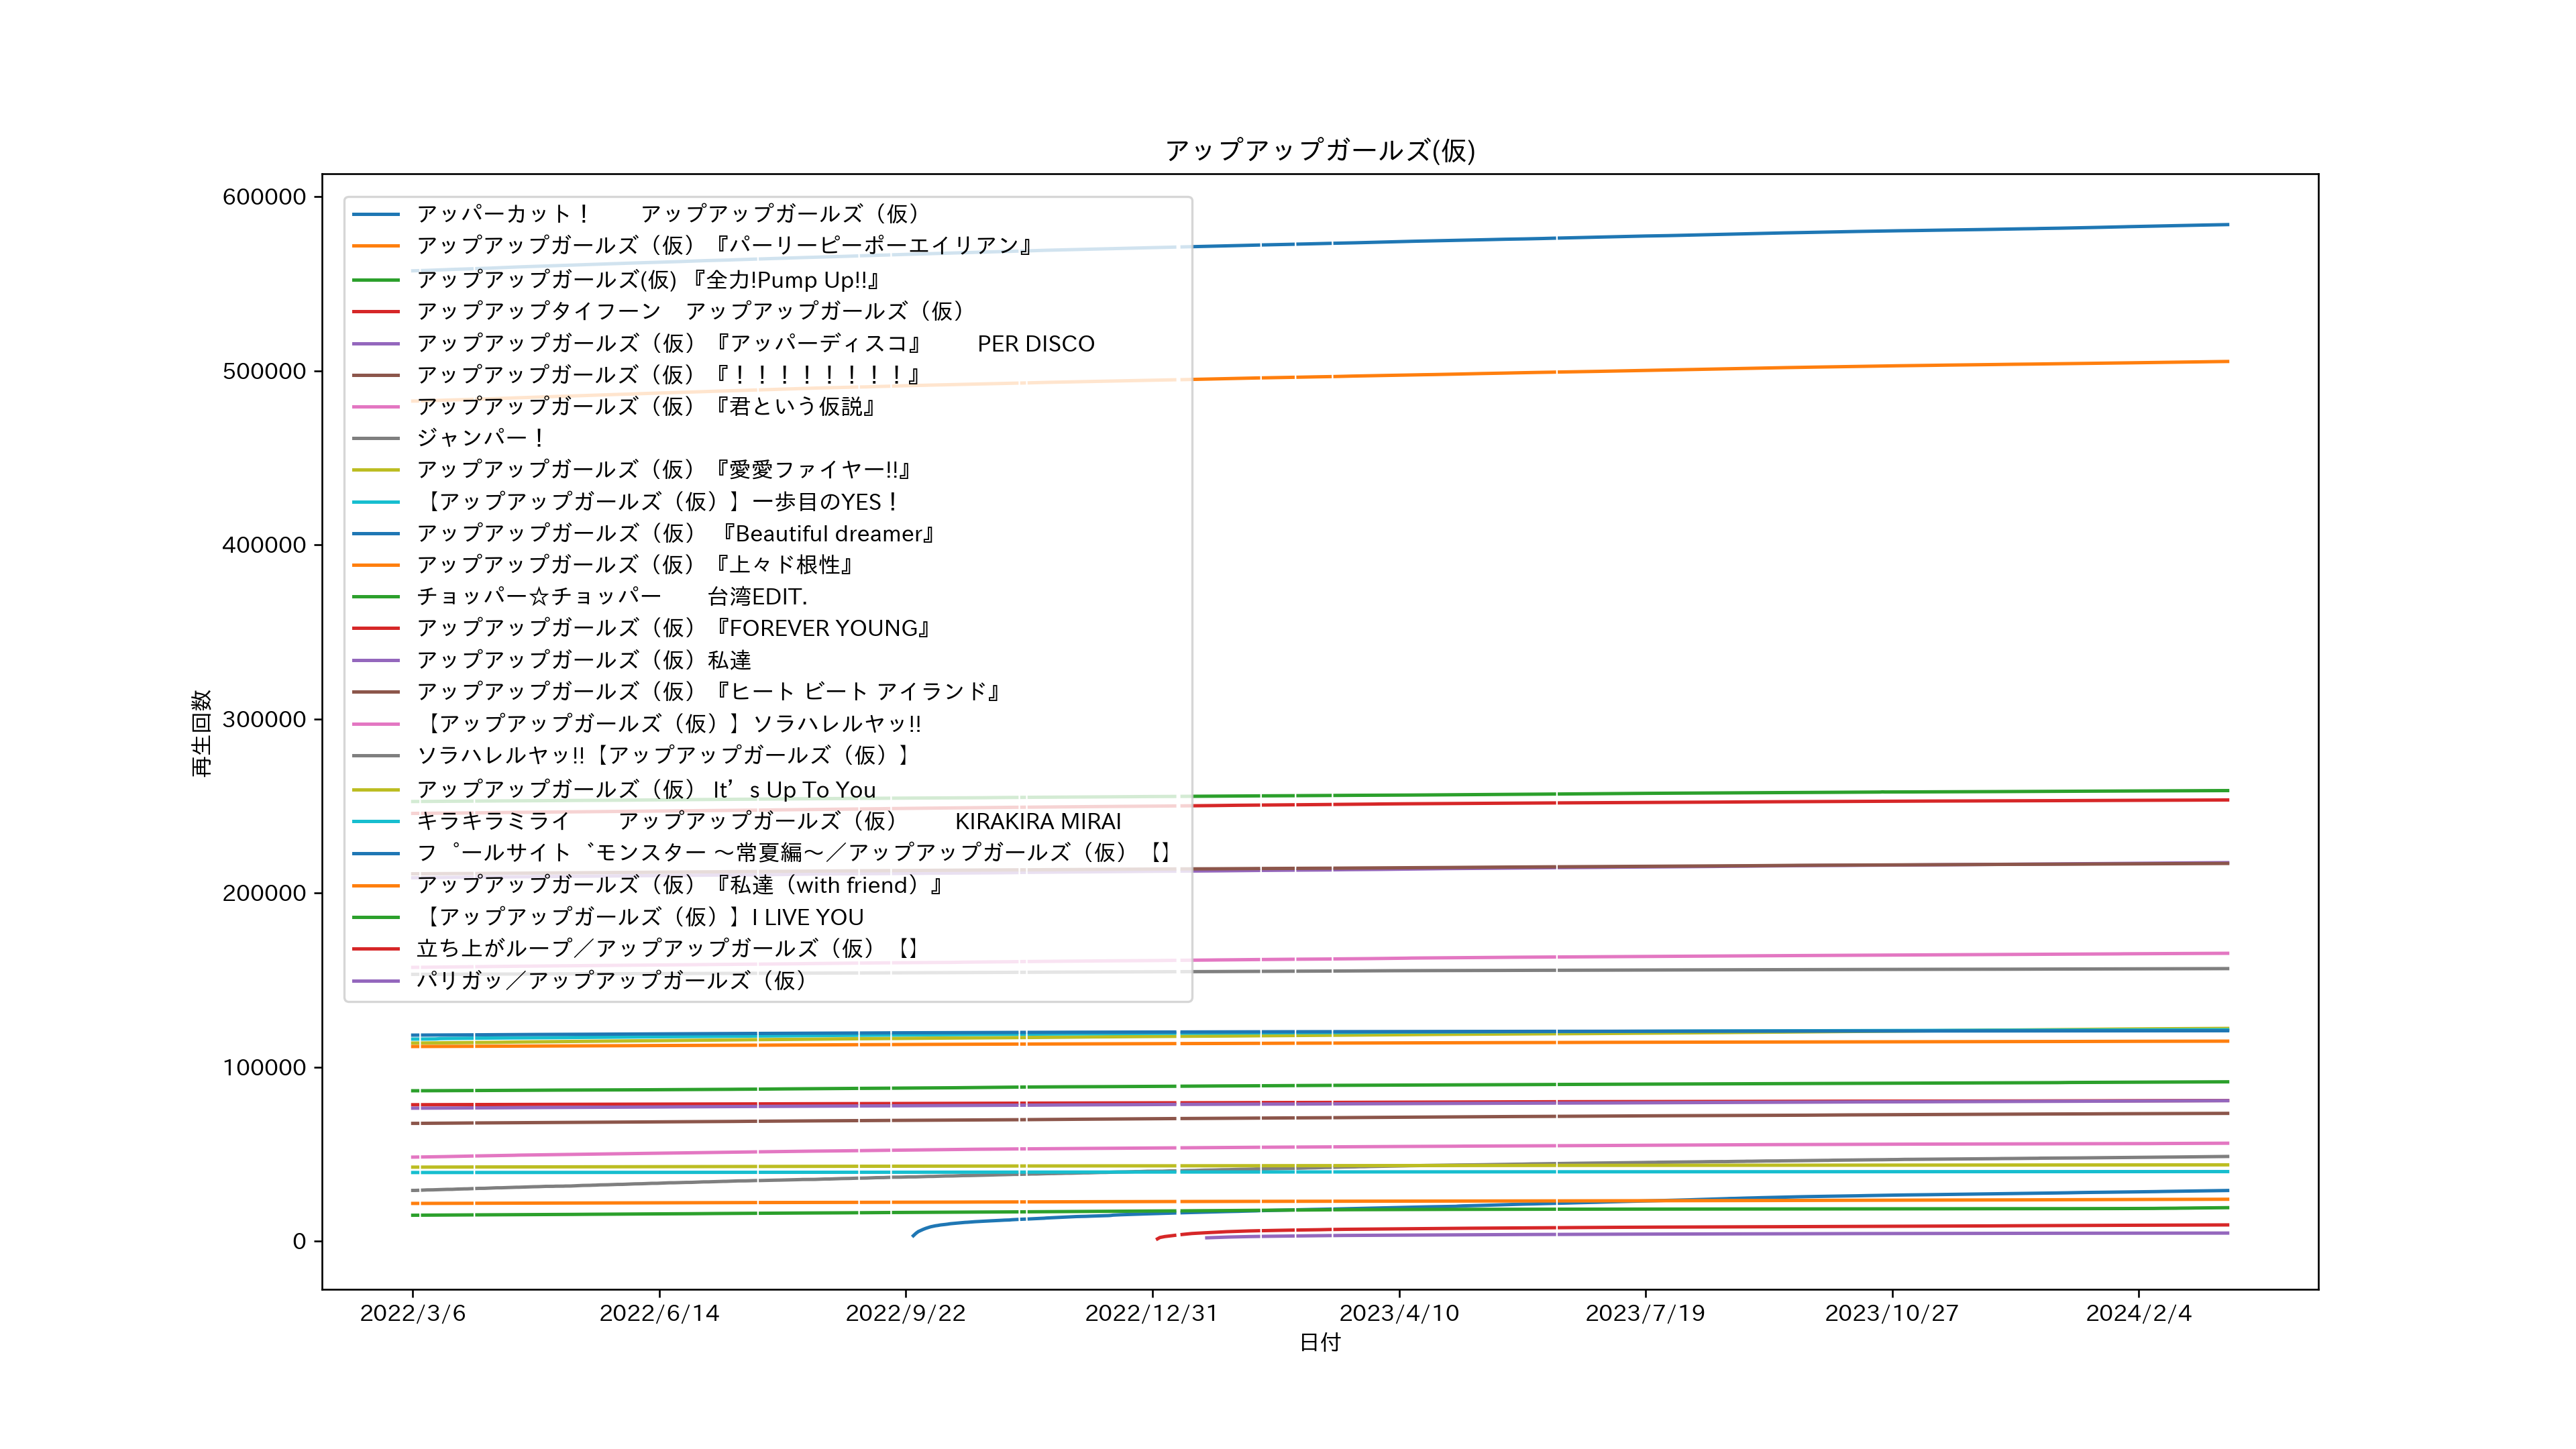 アップアップガールズ(仮)
600000
500000
400000
300000
200000
100000
0
再生回数
アッパーカット！　　アップアップガールズ（仮）
アップアップガールズ（仮）『パーリーピーポーエイリアン』
アップアップガールズ(仮) 『全力!Pump Up!!』
アップアップタイフーン　アップアップガールズ（仮）
アップアップガールズ（仮）『アッパーディスコ』　　PER DISCO
アップアップガールズ（仮）『！！！！！！！！』
アップアップガールズ（仮）『君という仮説』
ジャンパー！
アップアップガールズ（仮）『愛愛ファイヤー!!』
【アップアップガールズ（仮）】一歩目のYES！
アップアップガールズ（仮） 『Beautiful dreamer』
アップアップガールズ（仮）『上々ド根性』
チョッパー☆チョッパー　　台湾EDIT.
アップアップガールズ（仮）『FOREVER YOUNG』
アップアップガールズ（仮）私達
アップアップガールズ（仮）『ヒート ビート アイランド』
【アップアップガールズ（仮）】ソラハレルヤッ!!
ソラハレルヤッ!!【アップアップガールズ（仮）】
アップアップガールズ（仮） It’s Up To You
キラキラミライ　　アップアップガールズ（仮）　　KIRAKIRA MIRAI
フ゜ールサイト゛モンスター ～常夏編～／アップアップガールズ（仮）【】
アップアップガールズ（仮）『私達（with friend）』
【アップアップガールズ（仮）】I LIVE YOU
立ち上がループ／アップアップガールズ（仮）【】
パリガッ／アップアップガールズ（仮）
2022/3/6 2022/6/14 2022/9/22 2022/12/31 2023/4/10 2023/7/19 2023/10/27 2024/2/4
日付